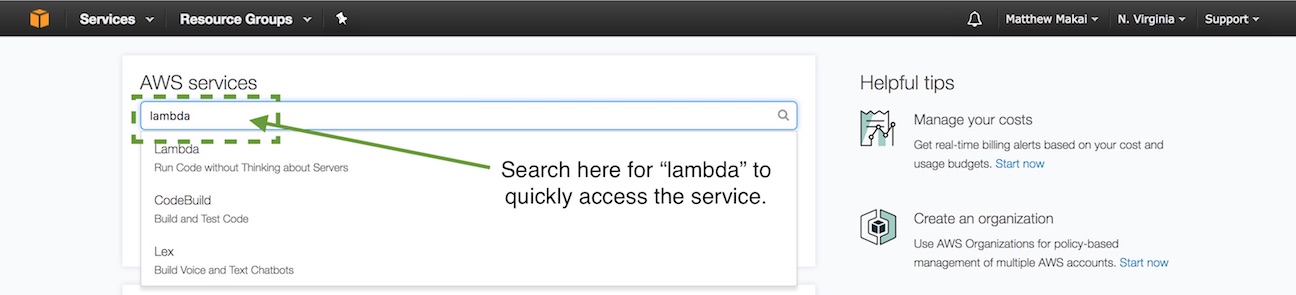 Services
Resource Groups
Matthew Makai
N. Virginia
Support
AWS services
lambda
Lambda
Run Code without Thinking about Servers
CodeBuild
Build and Test Code
Lex
Build Voice and Text Chatbots
Search here for “lambda” to
quickly access the service.
Helpful tips
Manage your costs
Get real-time billing alerts based on your cost and
usage budgets. Start now
Create an organization
Use AWS Organizations for policy-based
management of multiple AWS accounts. Start now